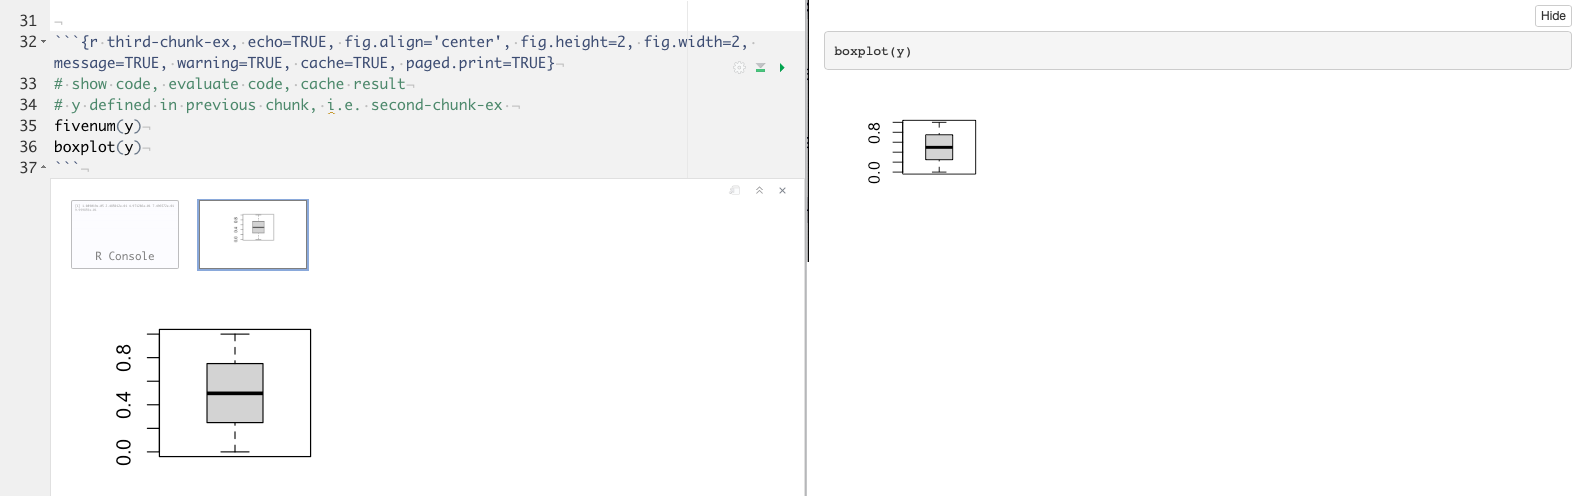 31
32 ```{r third-chunk-ex, echo=TRUE, fig.align='center', fig.height=2, fig.width=2,
message=TRUE, warning=TRUE, cache=TRUE, paged.print=TRUE}
33 # show code, evaluate code, cache result
34 # y defined in previous chunk, i.e. second-chunk-ex
35 fivenum(y)
36 boxplot(y)
37 ```
R Console
0.0 0.4 0.8
0.8
0.4
0.0
Hide
boxplot(y)
0.8
0.0